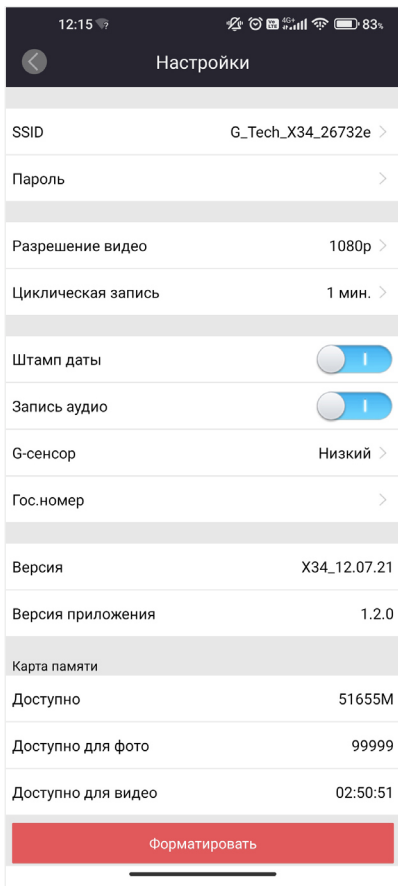 12:15 4G+ 83%
Настройки
SSID G_Tech_X34_26732e
Пароль
Разрешение видео 1080p
Циклическая запись 1 мин.
Штамп даты
Запись аудио
G-сенсор Низкий
Гос.номер
Версия X34_12.07.21
Версия приложения 1.2.0
Карта памяти
Доступно 51655M
Доступно для фото 99999
Доступно для видео 02:50:51
Форматировать